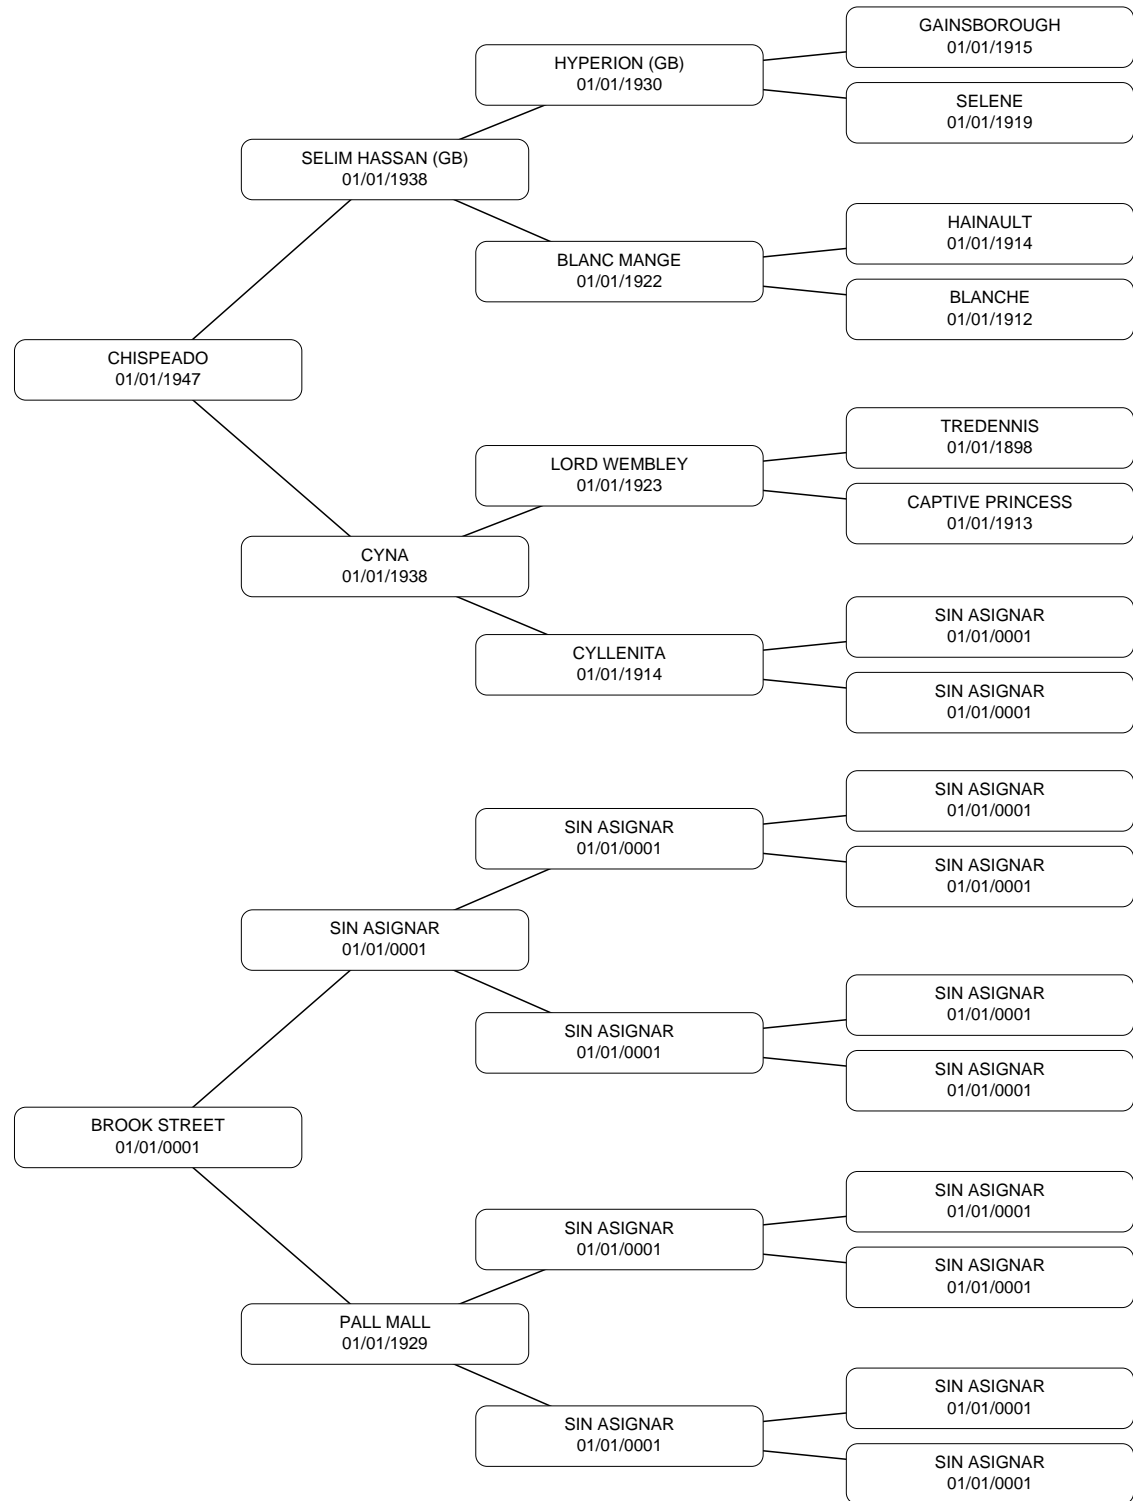 GAINSBOROUGH
01/01/1915
HYPERION (GB)
01/01/1930
SELENE
01/01/1919
SELIM HASSAN (GB)
01/01/1938
HAINAULT
01/01/1914
BLANC MANGE
01/01/1922
BLANCHE
01/01/1912
CHISPEADO
01/01/1947
TREDENNIS
01/01/1898
LORD WEMBLEY
01/01/1923
CAPTIVE PRINCESS
01/01/1913
CYNA
01/01/1938
SIN ASIGNAR
01/01/0001
CYLLENITA
01/01/1914
SIN ASIGNAR
01/01/0001
SIN ASIGNAR
01/01/0001
SIN ASIGNAR
01/01/0001
SIN ASIGNAR
01/01/0001
SIN ASIGNAR
01/01/0001
SIN ASIGNAR
01/01/0001
SIN ASIGNAR
01/01/0001
SIN ASIGNAR
01/01/0001
BROOK STREET
01/01/0001
SIN ASIGNAR
01/01/0001
SIN ASIGNAR
01/01/0001
SIN ASIGNAR
01/01/0001
PALL MALL
01/01/1929
SIN ASIGNAR
01/01/0001
SIN ASIGNAR
01/01/0001
SIN ASIGNAR
01/01/0001